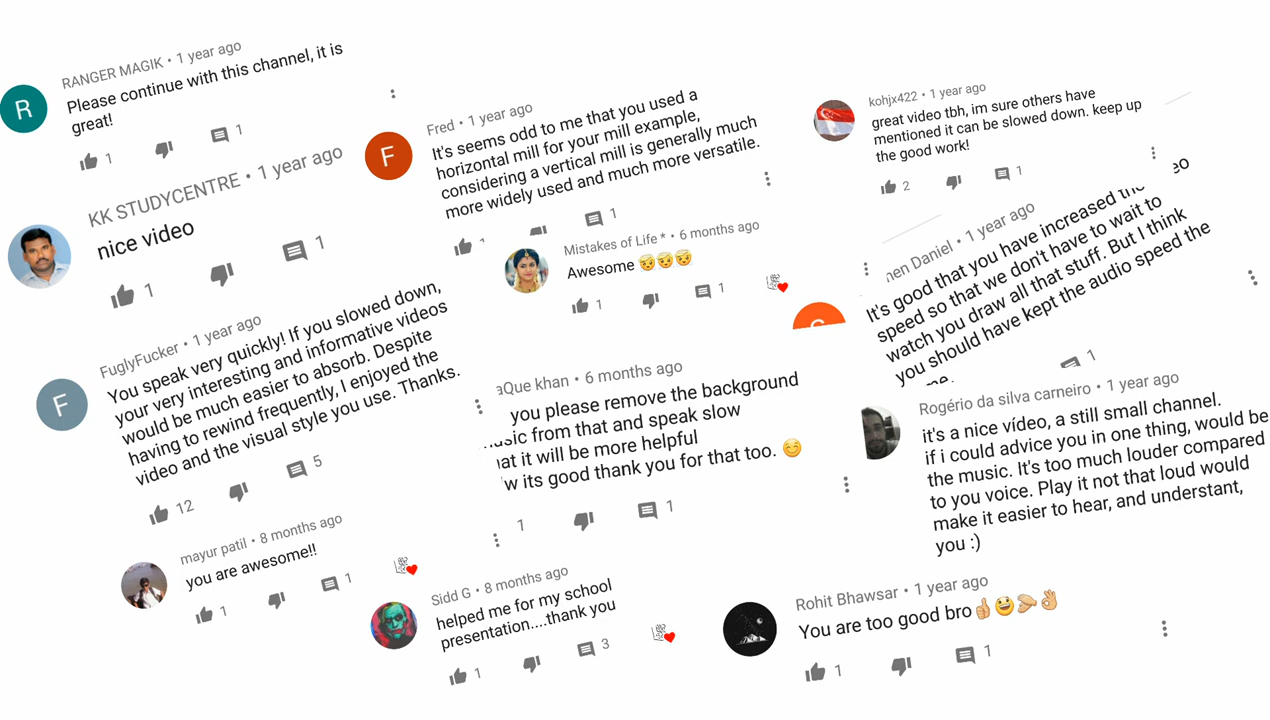 RANGER MAGIK • 1 year ago
Please continue with this channel, it is
great!
1
1
R
KK STUDYCENTRE • 1 year ago
nice video
1
1
FuglyFucker • 1 year ago
You speak very quickly! If you slowed down,
your very interesting and informative videos
would be much easier to absorb. Despite
having to rewind frequently, I enjoyed the
video and the visual style you use. Thanks.
12
5
F
mayur patil • 8 months ago
you are awesome!!
1
1
Fred • 1 year ago
It's seems odd to me that you used a
horizontal mill for your mill example,
considering a vertical mill is generally much
more widely used and much more versatile.
1
F
Mistakes of Life * • 6 months ago
Awesome 😇😇😇
1
1
aQue khan • 6 months ago
you please remove the background
usic from that and speak slow
at it will be more helpful
w its good thank you for that too. 😊
1
1
Sidd G • 8 months ago
helped me for my school
presentation....thank you
1
3
kohjx422 • 1 year ago
great video tbh, im sure others have
mentioned it can be slowed down. keep up
the good work!
2
1
hen Daniel • 1 year ago
It's good that you have increased the eo
speed so that we don't have to wait to
watch you draw all that stuff. But I think
you should have kept the audio speed the
me.
1
Rogério da silva carneiro • 1 year ago
it's a nice vídeo, a still small channel.
if i could advice you in one thing, would be
the music. It's too much louder compared
to you voice. Play it not that loud would
make it easier to hear, and understant,
you :)
Rohit Bhawsar • 1 year ago
You are too good bro👍😃👏👌
1
1